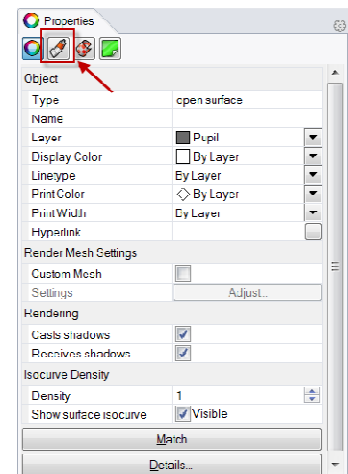 Properties
Object
Type open surface
Name
Layer Pupil
Display Color By Layer
Linetype By Layer
Print Color By Layer
Print Width By Layer
Hyperlink
Render Mesh Settings
Custom Mesh
Settings Adjust...
Rendering
Casts shadows
Receives shadows
Isocurve Density
Density 1
Show surface isocurve Visible
Match
Details...